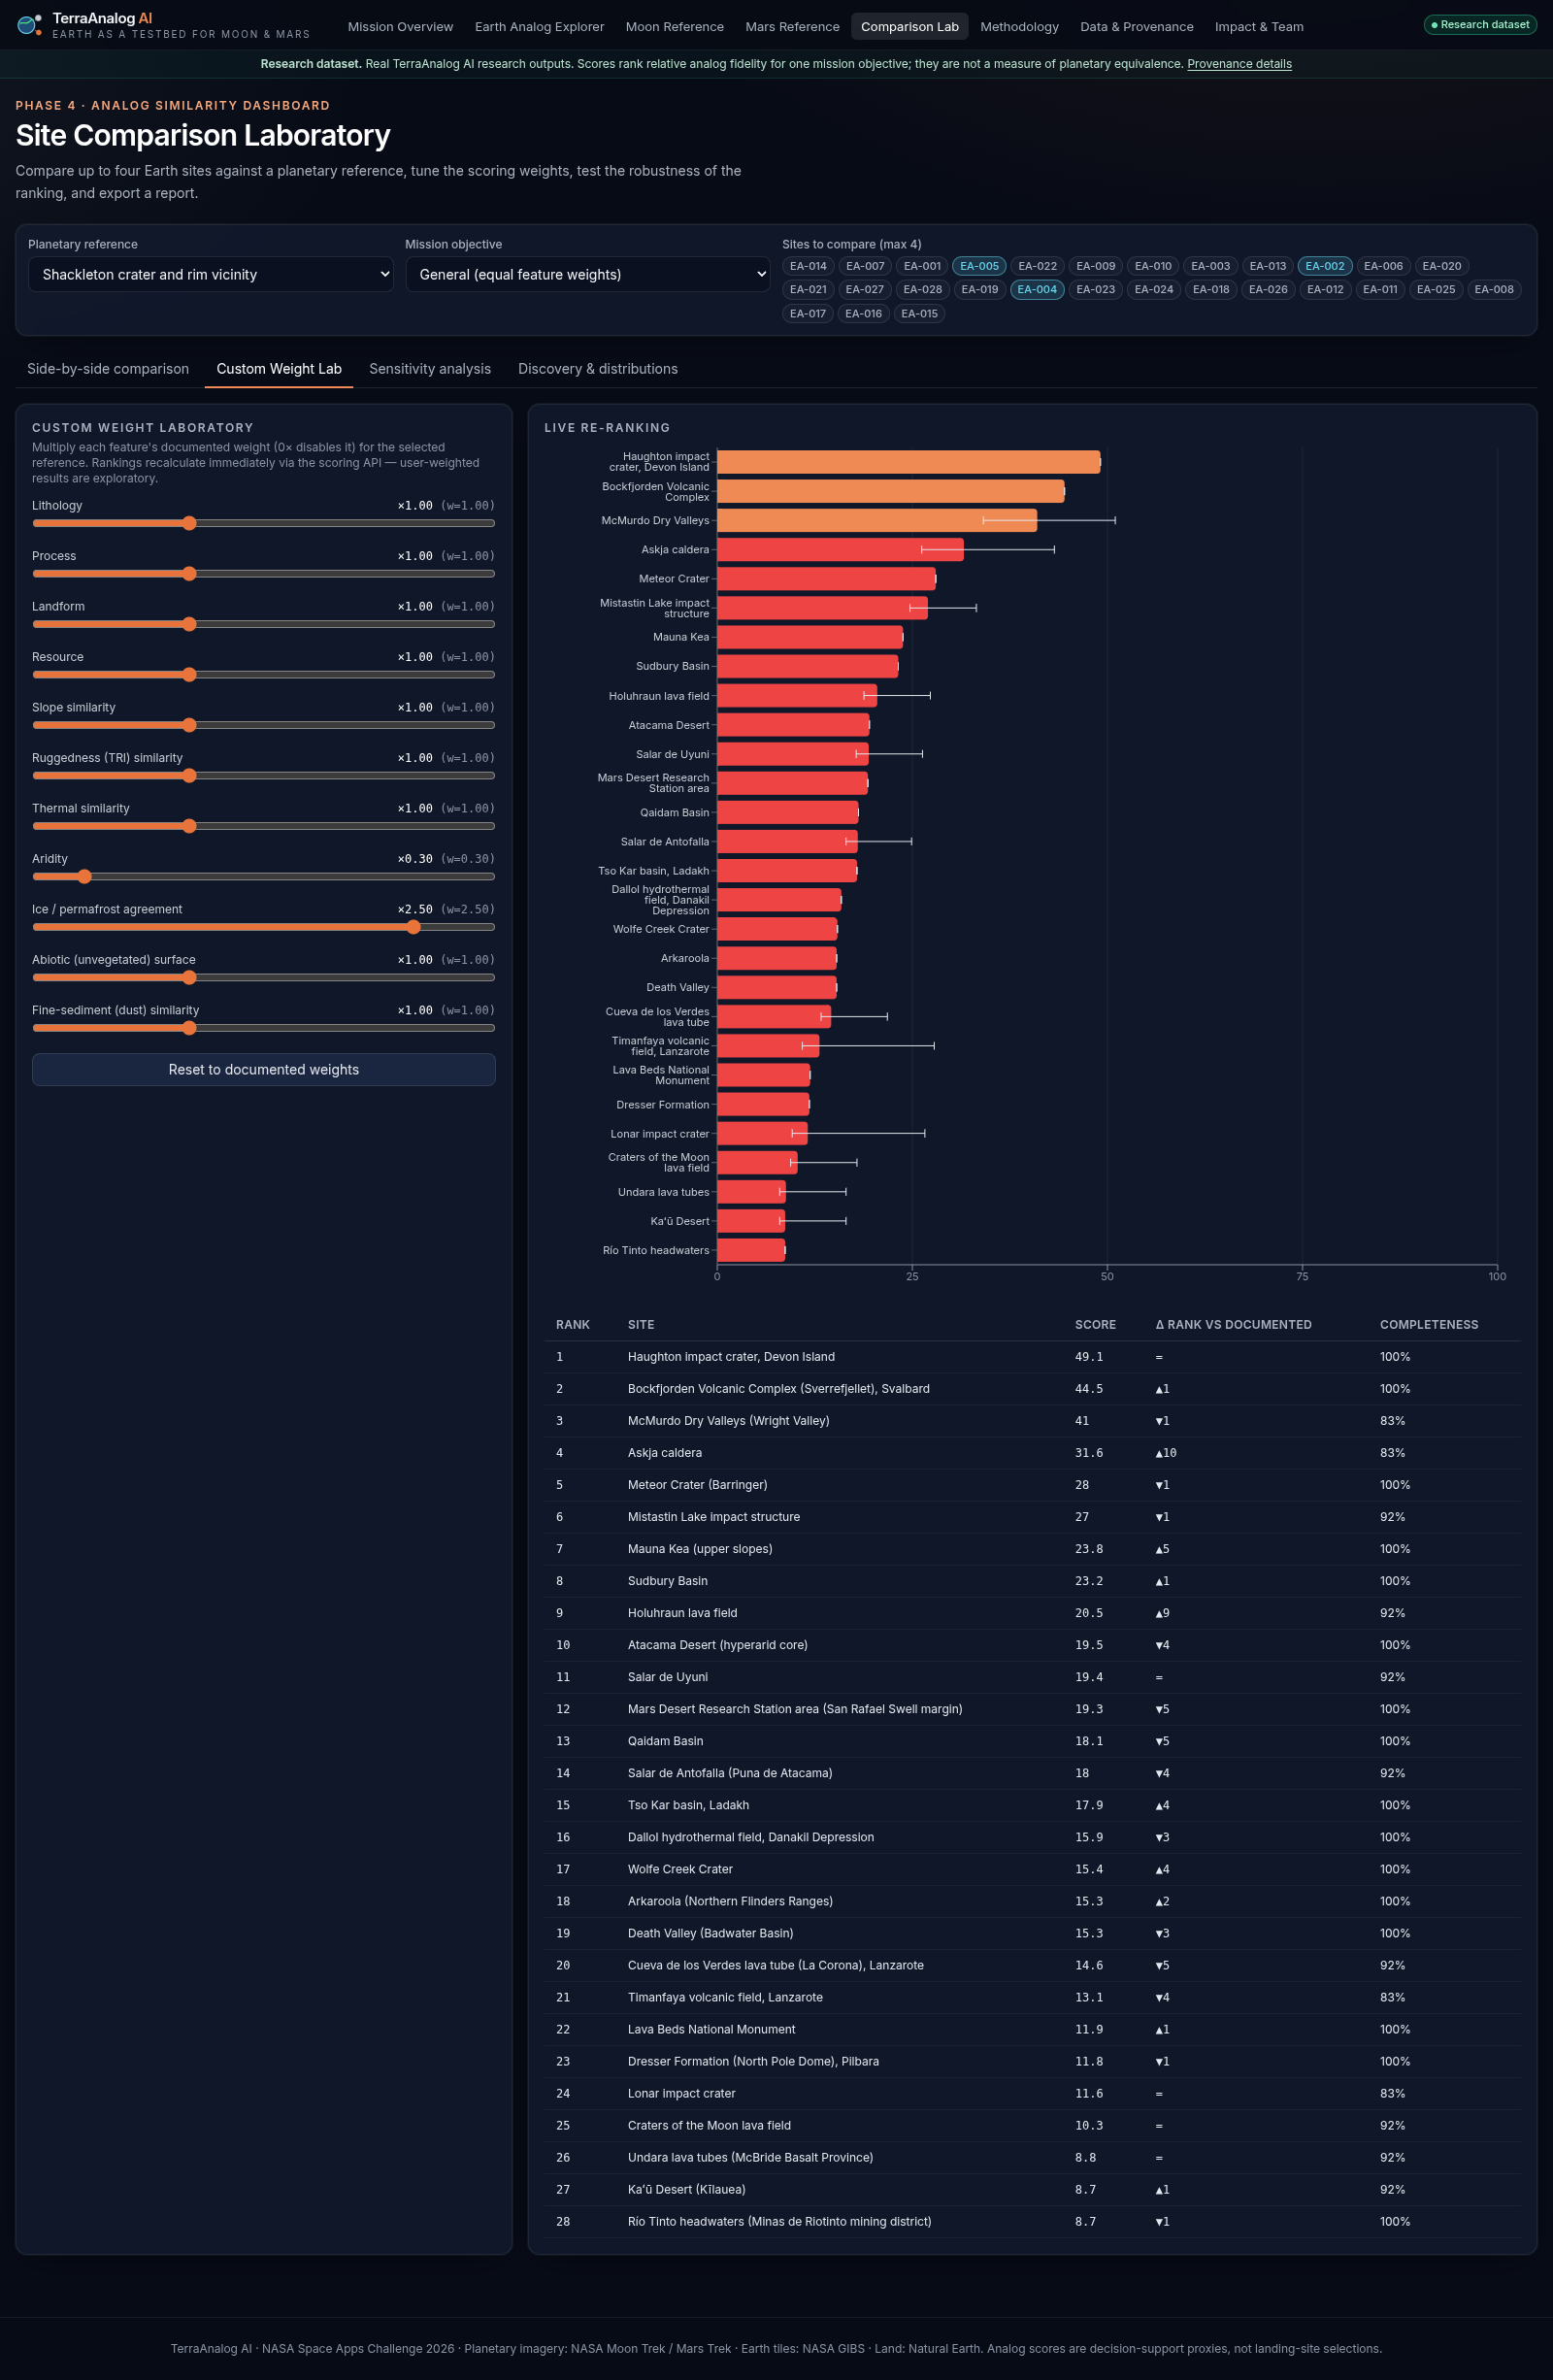 TerraAnalog AI
EARTH AS A TESTBED FOR MOON & MARS
Mission Overview
Earth Analog Explorer
Moon Reference
Mars Reference
Comparison Lab
Methodology
Data & Provenance
Impact & Team
Research dataset
Research dataset. Real TerraAnalog AI research outputs. Scores rank relative analog fidelity for one mission objective; they are not a measure of planetary equivalence. Provenance details
PHASE 4 · ANALOG SIMILARITY DASHBOARD
Site Comparison Laboratory
Compare up to four Earth sites against a planetary reference, tune the scoring weights, test the robustness of the
ranking, and export a report.
Planetary reference
Shackleton crater and rim vicinity
Mission objective
General (equal feature weights)
Sites to compare (max 4)
EA-014 EA-007 EA-001 EA-005 EA-022 EA-009 EA-010 EA-003 EA-013 EA-002 EA-006 EA-020
EA-021 EA-027 EA-028 EA-019 EA-004 EA-023 EA-024 EA-018 EA-026 EA-012 EA-011 EA-025 EA-008
EA-017 EA-016 EA-015
Side-by-side comparison
Custom Weight Lab
Sensitivity analysis
Discovery & distributions
CUSTOM WEIGHT LABORATORY
Multiply each feature's documented weight (0× disables it) for the selected
reference. Rankings recalculate immediately via the scoring API — user-weighted
results are exploratory.
Lithology ×1.00 (w=1.00)
Process ×1.00 (w=1.00)
Landform ×1.00 (w=1.00)
Resource ×1.00 (w=1.00)
Slope similarity ×1.00 (w=1.00)
Ruggedness (TRI) similarity ×1.00 (w=1.00)
Thermal similarity ×1.00 (w=1.00)
Aridity ×0.30 (w=0.30)
Ice / permafrost agreement ×2.50 (w=2.50)
Abiotic (unvegetated) surface ×1.00 (w=1.00)
Fine-sediment (dust) similarity ×1.00 (w=1.00)
Reset to documented weights
LIVE RE-RANKING
Haughton impact
crater, Devon Island
Bockfjorden Volcanic
Complex
McMurdo Dry Valleys
Askja caldera
Meteor Crater
Mistastin Lake impact
structure
Mauna Kea
Sudbury Basin
Holuhraun lava field
Atacama Desert
Salar de Uyuni
Mars Desert Research
Station area
Qaidam Basin
Salar de Antofalla
Tso Kar basin, Ladakh
Dallol hydrothermal
field, Danakil
Depression
Wolfe Creek Crater
Arkaroola
Death Valley
Cueva de los Verdes
lava tube
Timanfaya volcanic
field, Lanzarote
Lava Beds National
Monument
Dresser Formation
Lonar impact crater
Craters of the Moon
lava field
Undara lava tubes
Kaʻū Desert
Río Tinto headwaters
0 25 50 75 100
RANK SITE SCORE Δ RANK VS DOCUMENTED COMPLETENESS
1 Haughton impact crater, Devon Island 49.1 = 100%
2 Bockfjorden Volcanic Complex (Sverrefjellet), Svalbard 44.5 ▲1 100%
3 McMurdo Dry Valleys (Wright Valley) 41 ▼1 83%
4 Askja caldera 31.6 ▲10 83%
5 Meteor Crater (Barringer) 28 ▼1 100%
6 Mistastin Lake impact structure 27 ▼1 92%
7 Mauna Kea (upper slopes) 23.8 ▲5 100%
8 Sudbury Basin 23.2 ▲1 100%
9 Holuhraun lava field 20.5 ▲9 92%
10 Atacama Desert (hyperarid core) 19.5 ▼4 100%
11 Salar de Uyuni 19.4 = 92%
12 Mars Desert Research Station area (San Rafael Swell margin) 19.3 ▼5 100%
13 Qaidam Basin 18.1 ▼5 100%
14 Salar de Antofalla (Puna de Atacama) 18 ▼4 92%
15 Tso Kar basin, Ladakh 17.9 ▲4 100%
16 Dallol hydrothermal field, Danakil Depression 15.9 ▼3 100%
17 Wolfe Creek Crater 15.4 ▲4 100%
18 Arkaroola (Northern Flinders Ranges) 15.3 ▲2 100%
19 Death Valley (Badwater Basin) 15.3 ▼3 100%
20 Cueva de los Verdes lava tube (La Corona), Lanzarote 14.6 ▼5 92%
21 Timanfaya volcanic field, Lanzarote 13.1 ▼4 83%
22 Lava Beds National Monument 11.9 ▲1 100%
23 Dresser Formation (North Pole Dome), Pilbara 11.8 ▼1 100%
24 Lonar impact crater 11.6 = 83%
25 Craters of the Moon lava field 10.3 = 92%
26 Undara lava tubes (McBride Basalt Province) 8.8 = 92%
27 Kaʻū Desert (Kīlauea) 8.7 ▲1 92%
28 Río Tinto headwaters (Minas de Riotinto mining district) 8.7 ▼1 100%
TerraAnalog AI · NASA Space Apps Challenge 2026 · Planetary imagery: NASA Moon Trek / Mars Trek · Earth tiles: NASA GIBS · Land: Natural Earth. Analog scores are decision-support proxies, not landing-site selections.